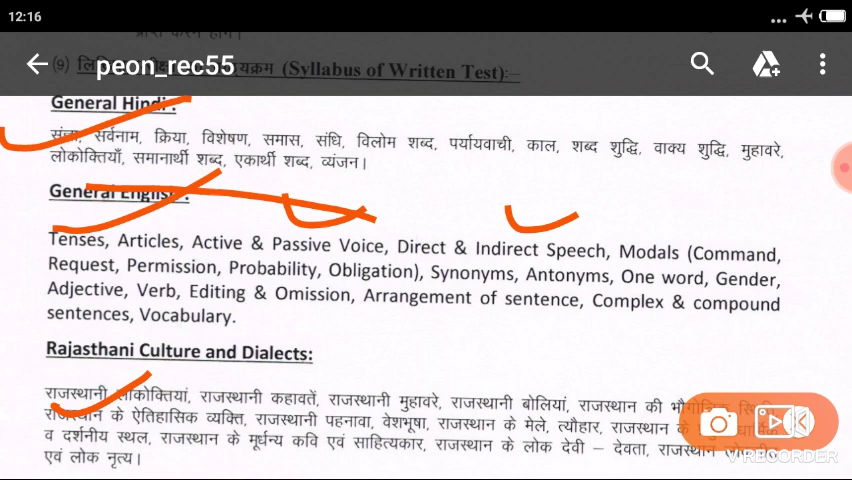 12:16
peon_rec55
(9) (Syllabus of Written Test):–
General Hindi :
संज्ञा, सर्वनाम, क्रिया, विशेषण, समास, संधि, विलोम शब्द, पर्यायवाची, काल, शब्द शुद्धि, वाक्य शुद्धि, मुहावरे,
लोकोक्तियाँ, समानार्थी शब्द, एकार्थी शब्द, व्यंजन।
General English :
Tenses, Articles, Active & Passive Voice, Direct & Indirect Speech, Modals (Command,
Request, Permission, Probability, Obligation), Synonyms, Antonyms, One word, Gender,
Adjective, Verb, Editing & Omission, Arrangement of sentence, Complex & compound
sentences, Vocabulary.
Rajasthani Culture and Dialects:
राजस्थानी लोकोक्तियां, राजस्थानी कहावतें, राजस्थानी मुहावरे, राजस्थानी बोलियां, राजस्थान की
राजस्थान के ऐतिहासिक व्यक्ति, राजस्थानी पहनावा, वेशभूषा, राजस्थान के मेले, त्यौहार, राजस्थान के
व दर्शनीय स्थल, राजस्थान के मूर्धन्य कवि एवं साहित्यकार, राजस्थान के लोक देवी – देवता, राजस्थान
एवं लोक नृत्य।
V RECORDER